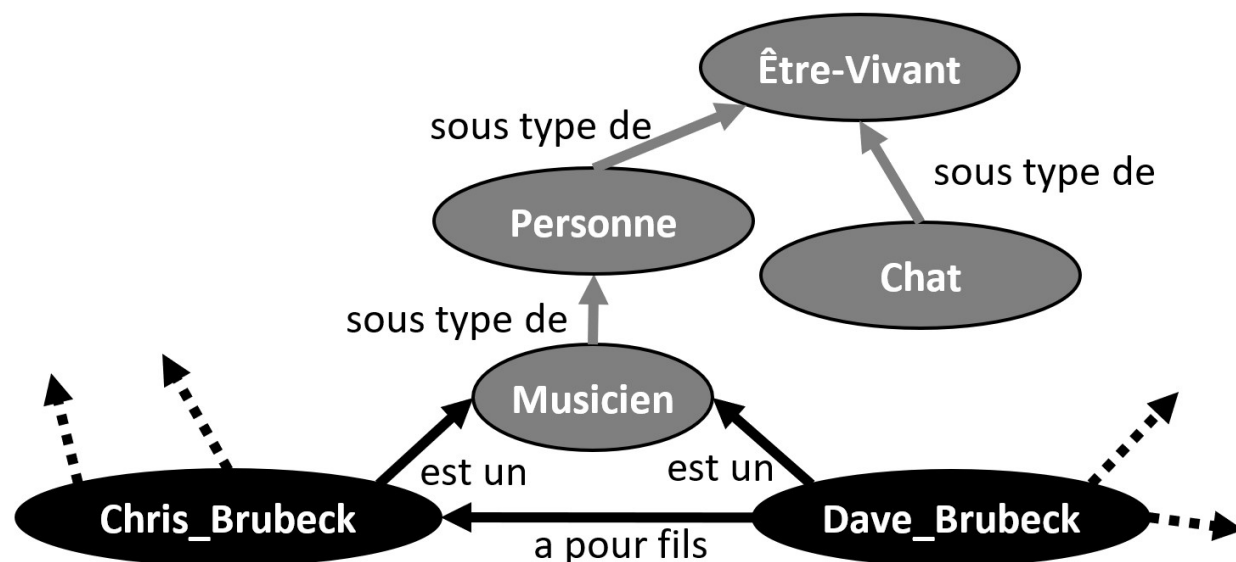 Être-Vivant
sous type de
sous type de
Personne
Chat
sous type de
Musicien
est un
est un
Chris_Brubeck
Dave_Brubeck
a pour fils